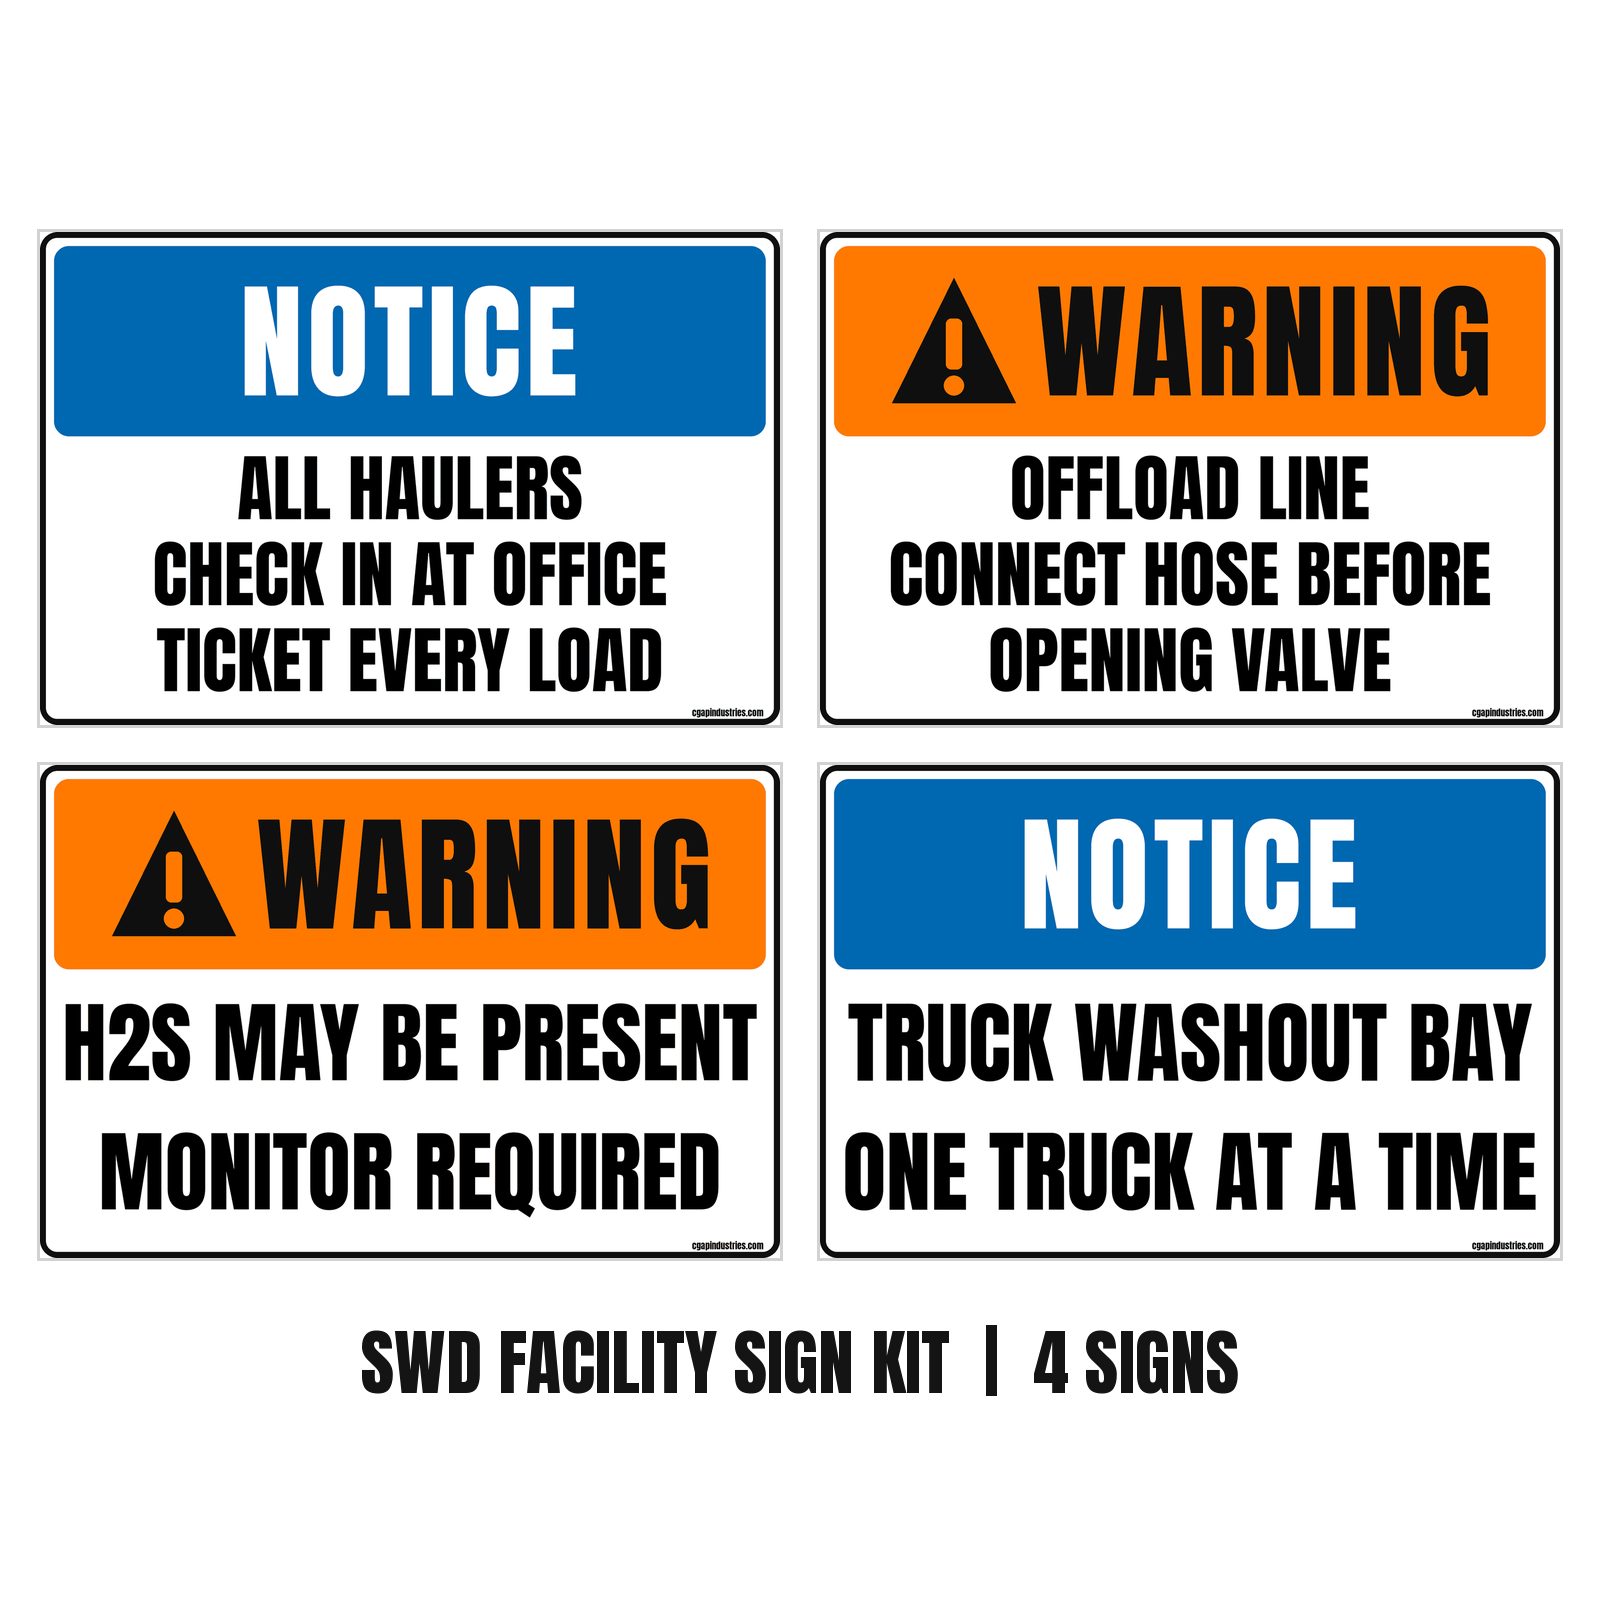 NOTICE
ALL HAULERS
CHECK IN AT OFFICE
TICKET EVERY LOAD
cgapindustries.com
WARNING
OFFLOAD LINE
CONNECT HOSE BEFORE
OPENING VALVE
cgapindustries.com
WARNING
H2S MAY BE PRESENT
MONITOR REQUIRED
cgapindustries.com
NOTICE
TRUCK WASHOUT BAY
ONE TRUCK AT A TIME
cgapindustries.com
SWD FACILITY SIGN KIT | 4 SIGNS